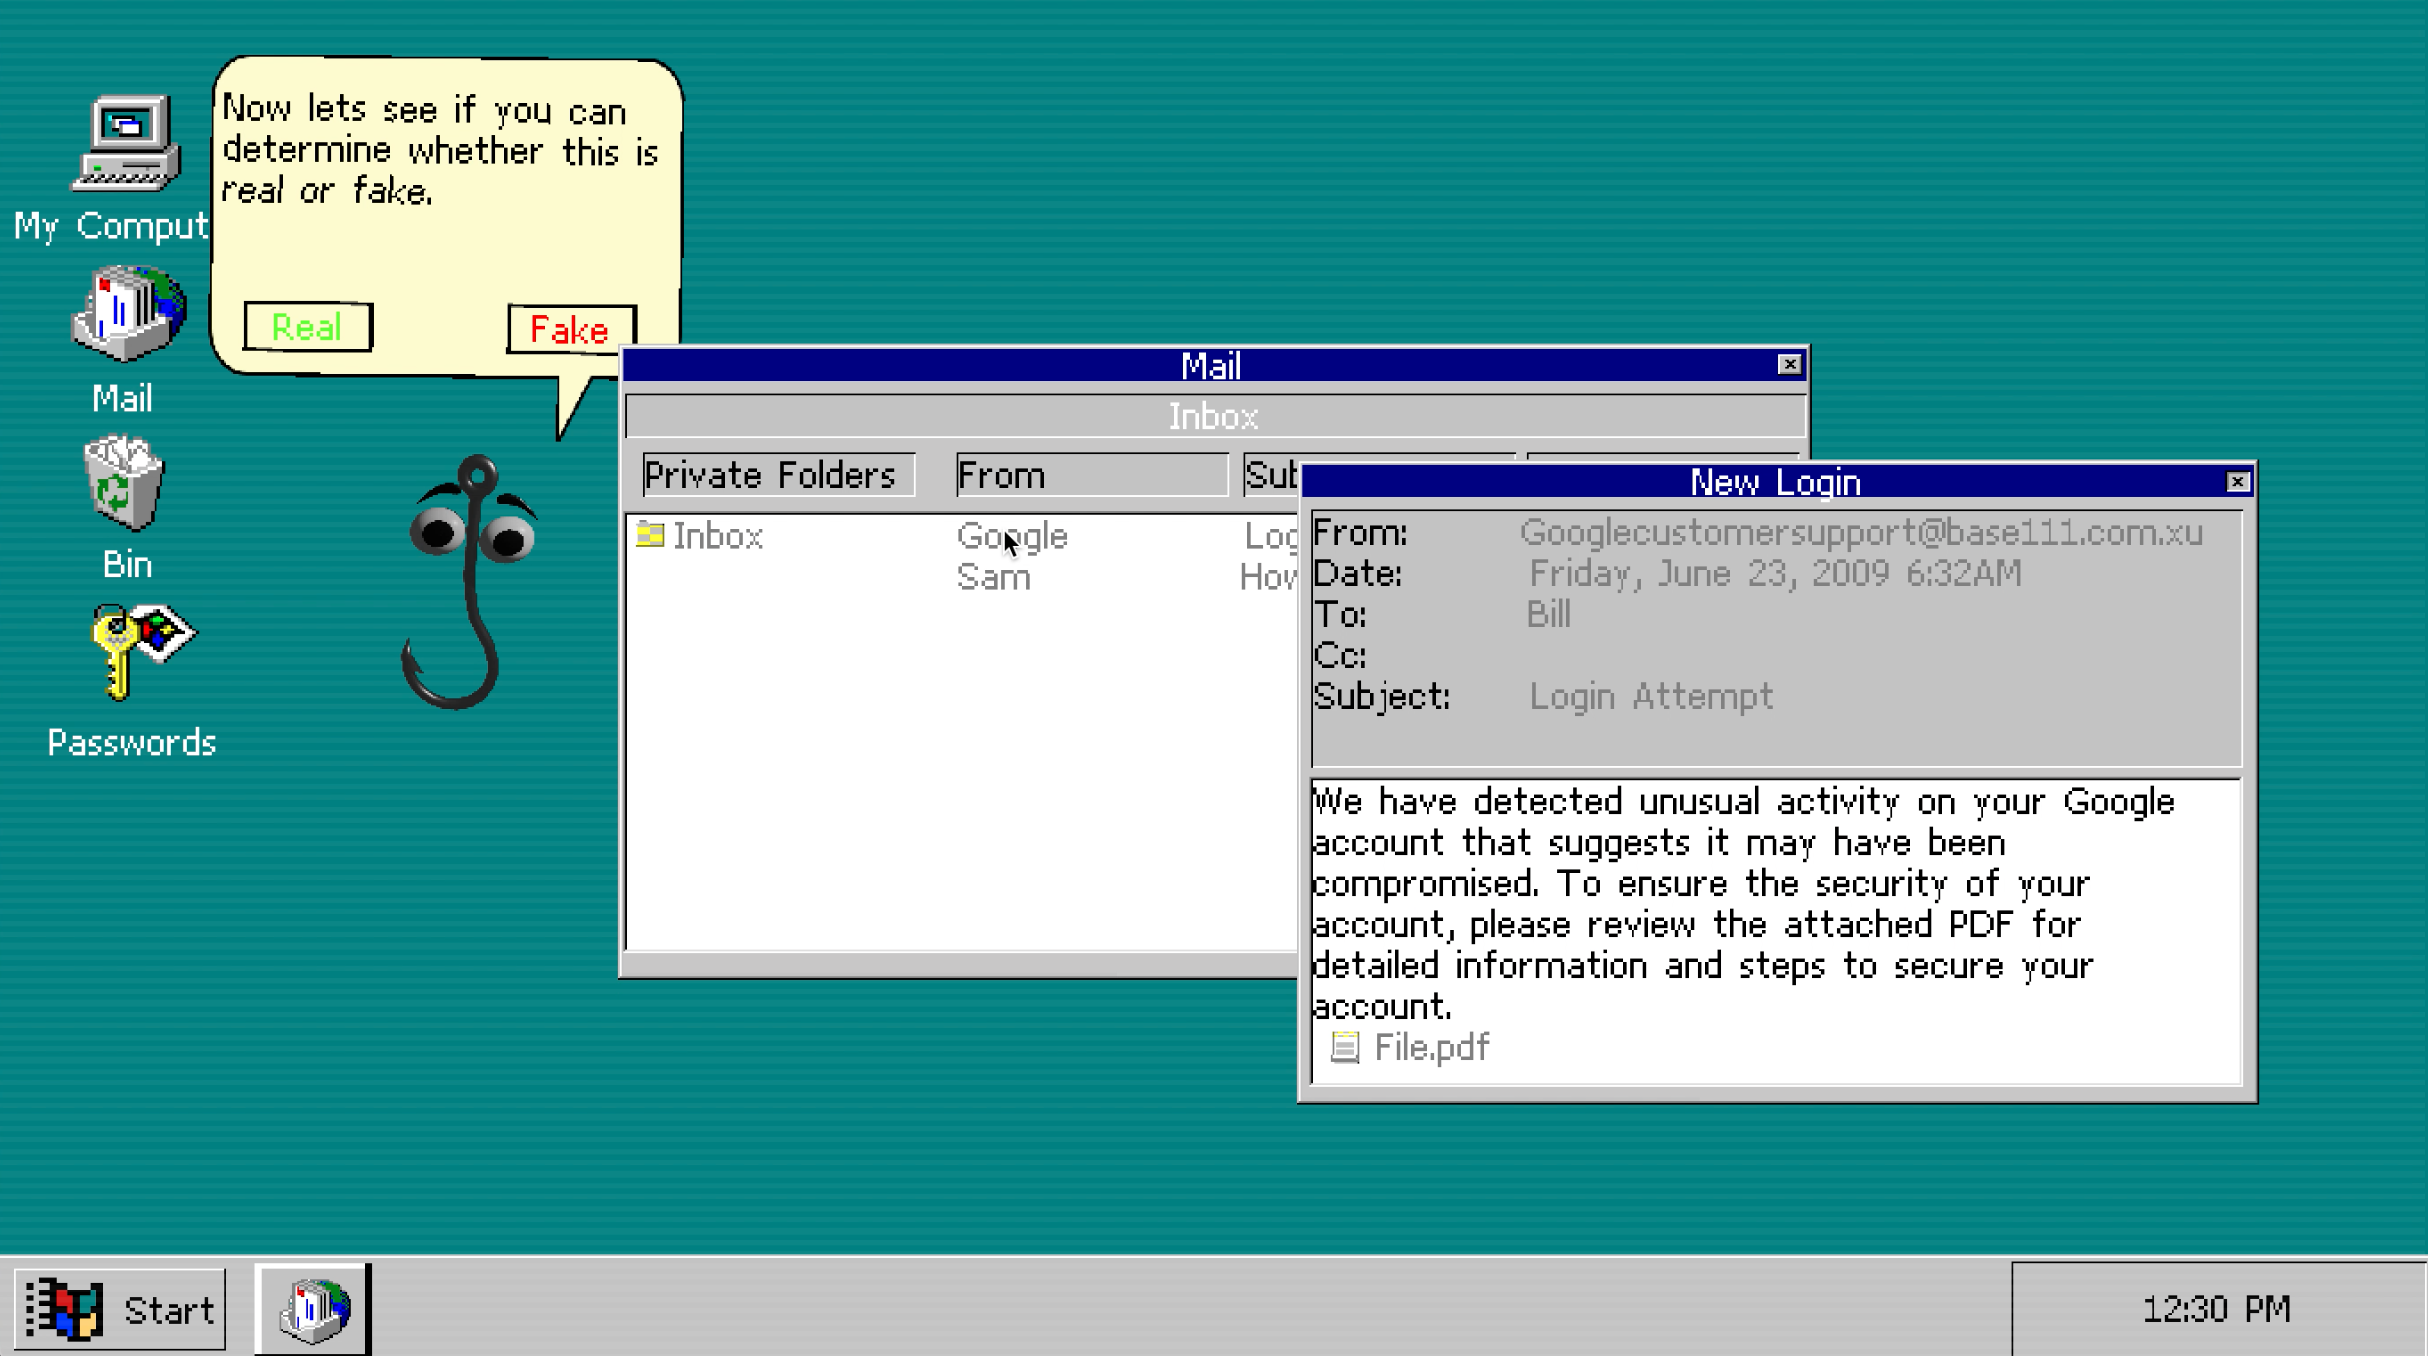 Now lets see if you can
determine whether this is
real or fake.
Real
Fake
My Comput
Mail
Bin
Passwords
Mail
Inbox
Private Folders
From
Sub
Inbox
Google
Log
Sam
How
New Login
From: Googlecustomersupport@base111.com.xu
Date: Friday, June 23, 2009 6:32AM
To: Bill
Cc:
Subject: Login Attempt
We have detected unusual activity on your Google
account that suggests it may have been
compromised. To ensure the security of your
account, please review the attached PDF for
detailed information and steps to secure your
account.
File.pdf
Start
12:30 PM